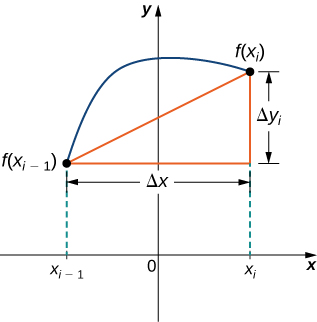 y
f(xᵢ)
Δyᵢ
f(xᵢ₋₁)
Δx
xᵢ₋₁
0
xᵢ
x